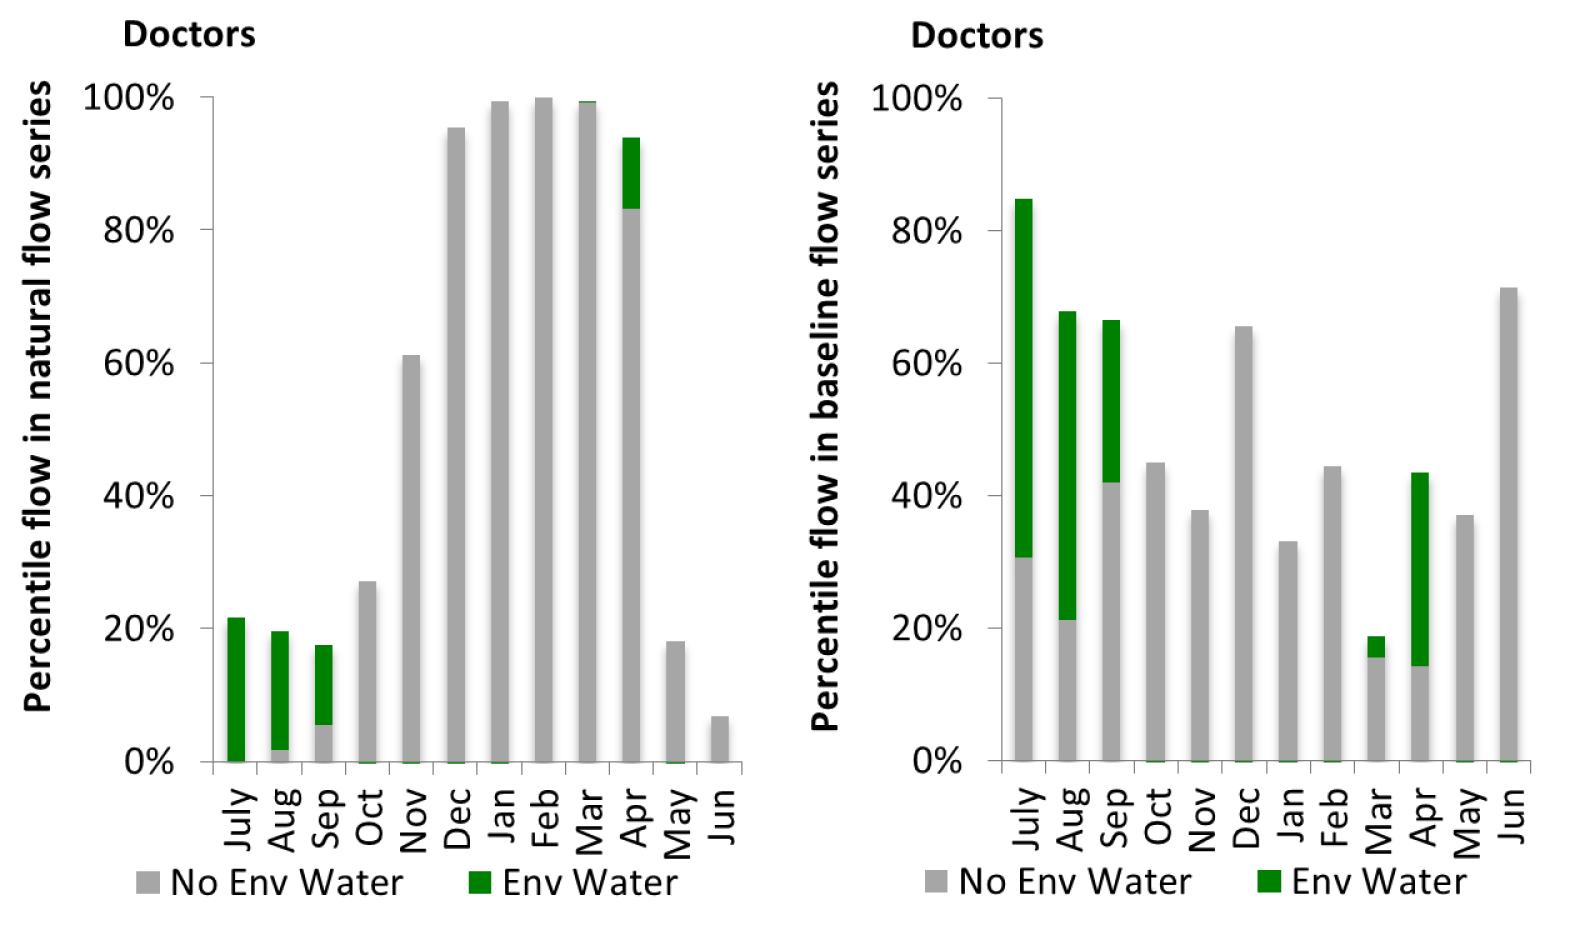 Doctors
Percentile flow in natural flow series
100%
80%
60%
40%
20%
0%
July
Aug
Sep
Oct
Nov
Dec
Jan
Feb
Mar
Apr
May
Jun
No Env Water
Env Water
Doctors
Percentile flow in baseline flow series
100%
80%
60%
40%
20%
0%
July
Aug
Sep
Oct
Nov
Dec
Jan
Feb
Mar
Apr
May
Jun
No Env Water
Env Water